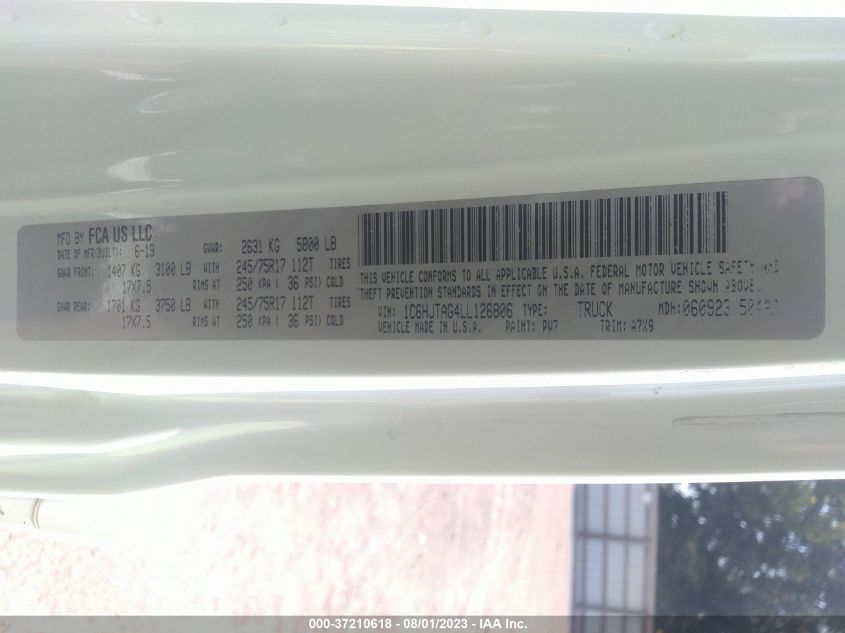 MFD BY FCA US LLC
DATE OF MFR(BUILT): 6-19 GVWR: 2631 KG 5800 LB
GAWR FRONT: 1407 KG 3100 LB WITH 245/75R17 112T TIRES
17X7.5 RIMS AT 250 KPA ( 36 PSI) COLD
GAWR REAR: 1701 KG 3750 LB WITH 245/75R17 112T TIRES
17X7.5 RIMS AT 250 KPA ( 36 PSI) COLD
THIS VEHICLE CONFORMS TO ALL APPLICABLE U.S.A. FEDERAL MOTOR VEHICLE SAFETY AND
THEFT PREVENTION STANDARDS IN EFFECT ON THE DATE OF MANUFACTURE SHOWN ABOVE.
VIN: 1C6HJTAG4LL126806 TYPE: TRUCK MDH: 060923
VEHICLE MADE IN U.S.A. PAINT: PW7 TRIM: A7X9
000-37210618 - 08/01/2023 - IAA Inc.